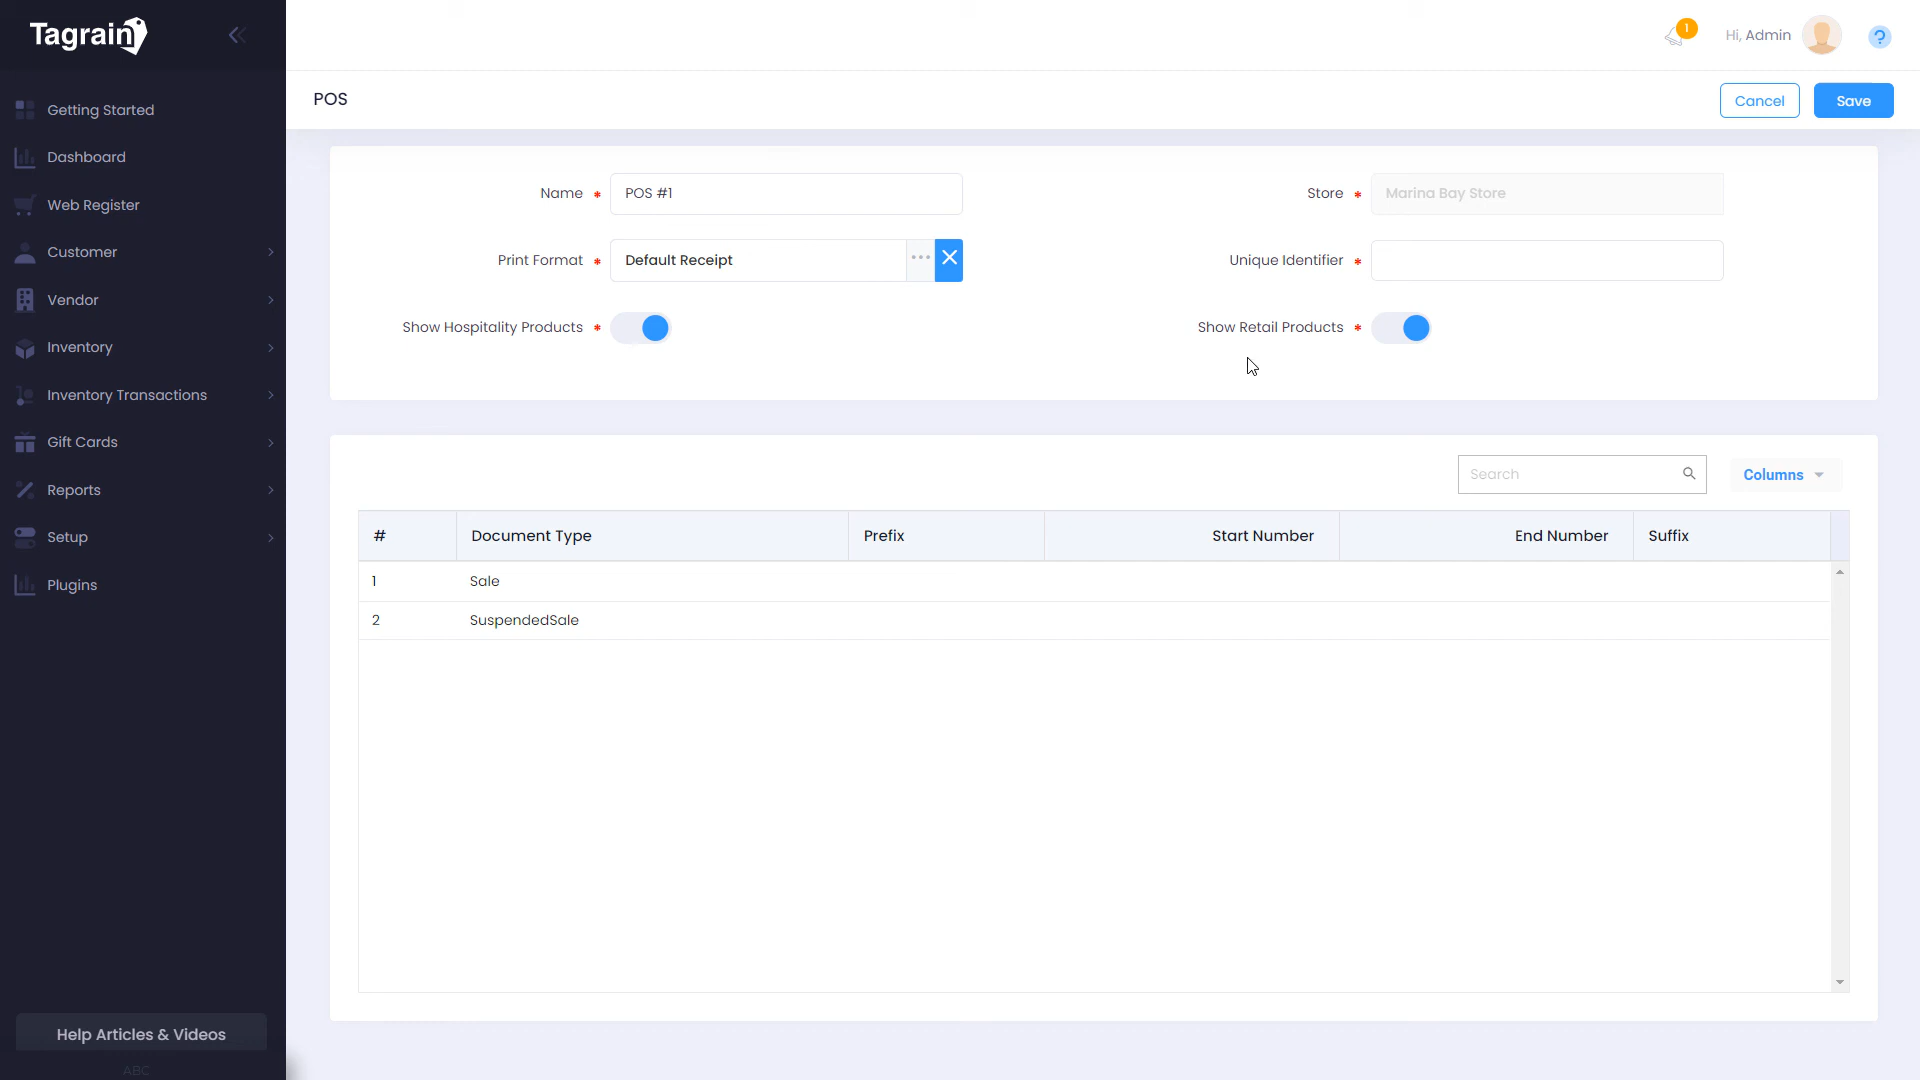 Tagrain
1
Hi, Admin
?
POS
Cancel
Save
Getting Started
Dashboard
Web Register
Customer
Vendor
Inventory
Inventory Transactions
Gift Cards
Reports
Setup
Plugins
Help Articles & Videos
ABC
Name *
POS #1
Store *
Marina Bay Store
Print Format *
Default Receipt
Unique Identifier *
Show Hospitality Products *
Show Retail Products *
Search
Columns
# Document Type Prefix Start Number End Number Suffix
1 Sale
2 SuspendedSale